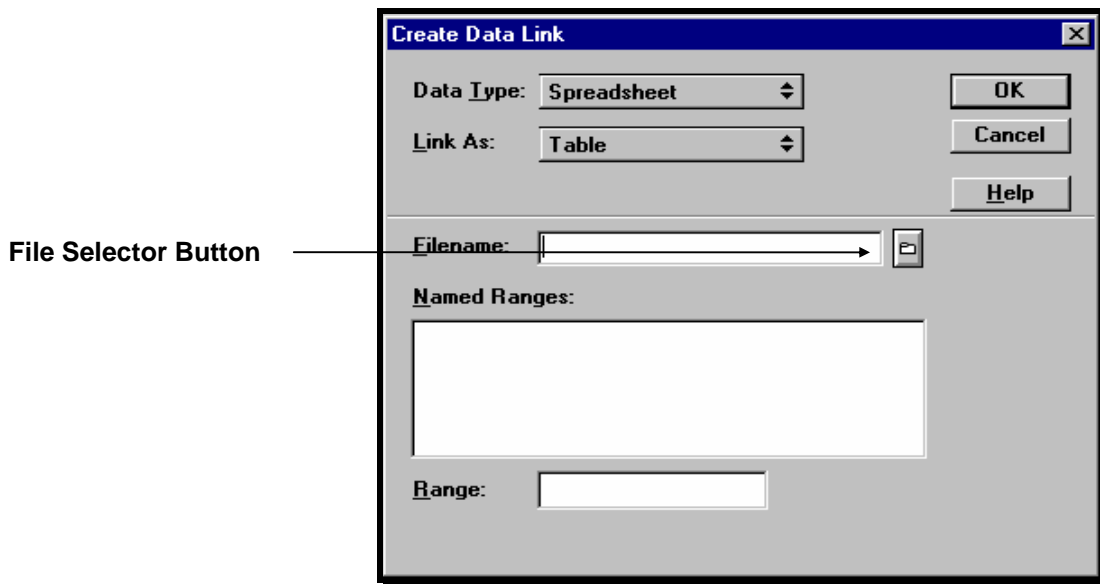 Create Data Link
Data Type: Spreadsheet
OK
Link As: Table
Cancel
Help
File Selector Button
Filename:
Named Ranges:
Range: